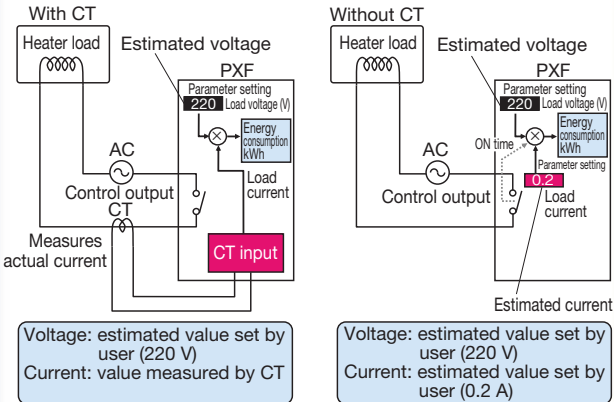 With CT
Heater load
Estimated voltage
PXF
Parameter setting
220 Load voltage (V)
Energy
consumption
kWh
AC
Load
current
Control output
CT
Measures
actual current
CT input
Voltage: estimated value set by
user (220 V)
Current: value measured by CT
Without CT
Heater load
Estimated voltage
PXF
Parameter setting
220 Load voltage (V)
Energy
consumption
kWh
ON time
AC
Parameter setting
0.2
Control output
Load
current
Estimated current
Voltage: estimated value set by
user (220 V)
Current: estimated value set by
user (0.2 A)